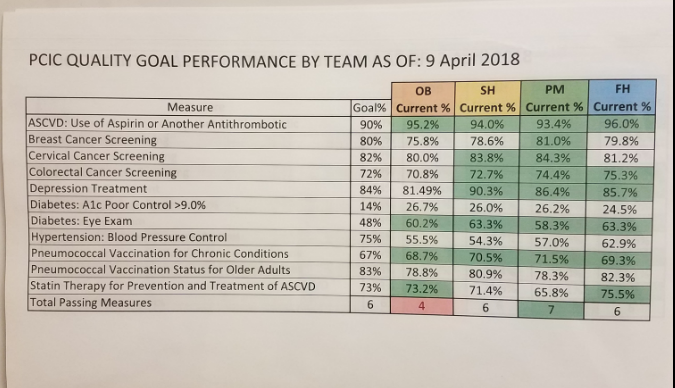 PCIC QUALITY GOAL PERFORMANCE BY TEAM AS OF: 9 April 2018
OB SH PM FH
Measure Goal% Current % Current % Current % Current %
ASCVD: Use of Aspirin or Another Antithrombotic 90% 95.2% 94.0% 93.4% 96.0%
Breast Cancer Screening 80% 75.8% 78.6% 81.0% 79.8%
Cervical Cancer Screening 82% 80.0% 83.8% 84.3% 81.2%
Colorectal Cancer Screening 72% 70.8% 72.7% 74.4% 75.3%
Depression Treatment 84% 81.49% 90.3% 86.4% 85.7%
Diabetes: A1c Poor Control >9.0% 14% 26.7% 26.0% 26.2% 24.5%
Diabetes: Eye Exam 48% 60.2% 63.3% 58.3% 63.3%
Hypertension: Blood Pressure Control 75% 55.5% 54.3% 57.0% 62.9%
Pneumococcal Vaccination for Chronic Conditions 67% 68.7% 70.5% 71.5% 69.3%
Pneumococcal Vaccination Status for Older Adults 83% 78.8% 80.9% 78.3% 82.3%
Statin Therapy for Prevention and Treatment of ASCVD 73% 73.2% 71.4% 65.8% 75.5%
Total Passing Measures 6 4 6 7 6